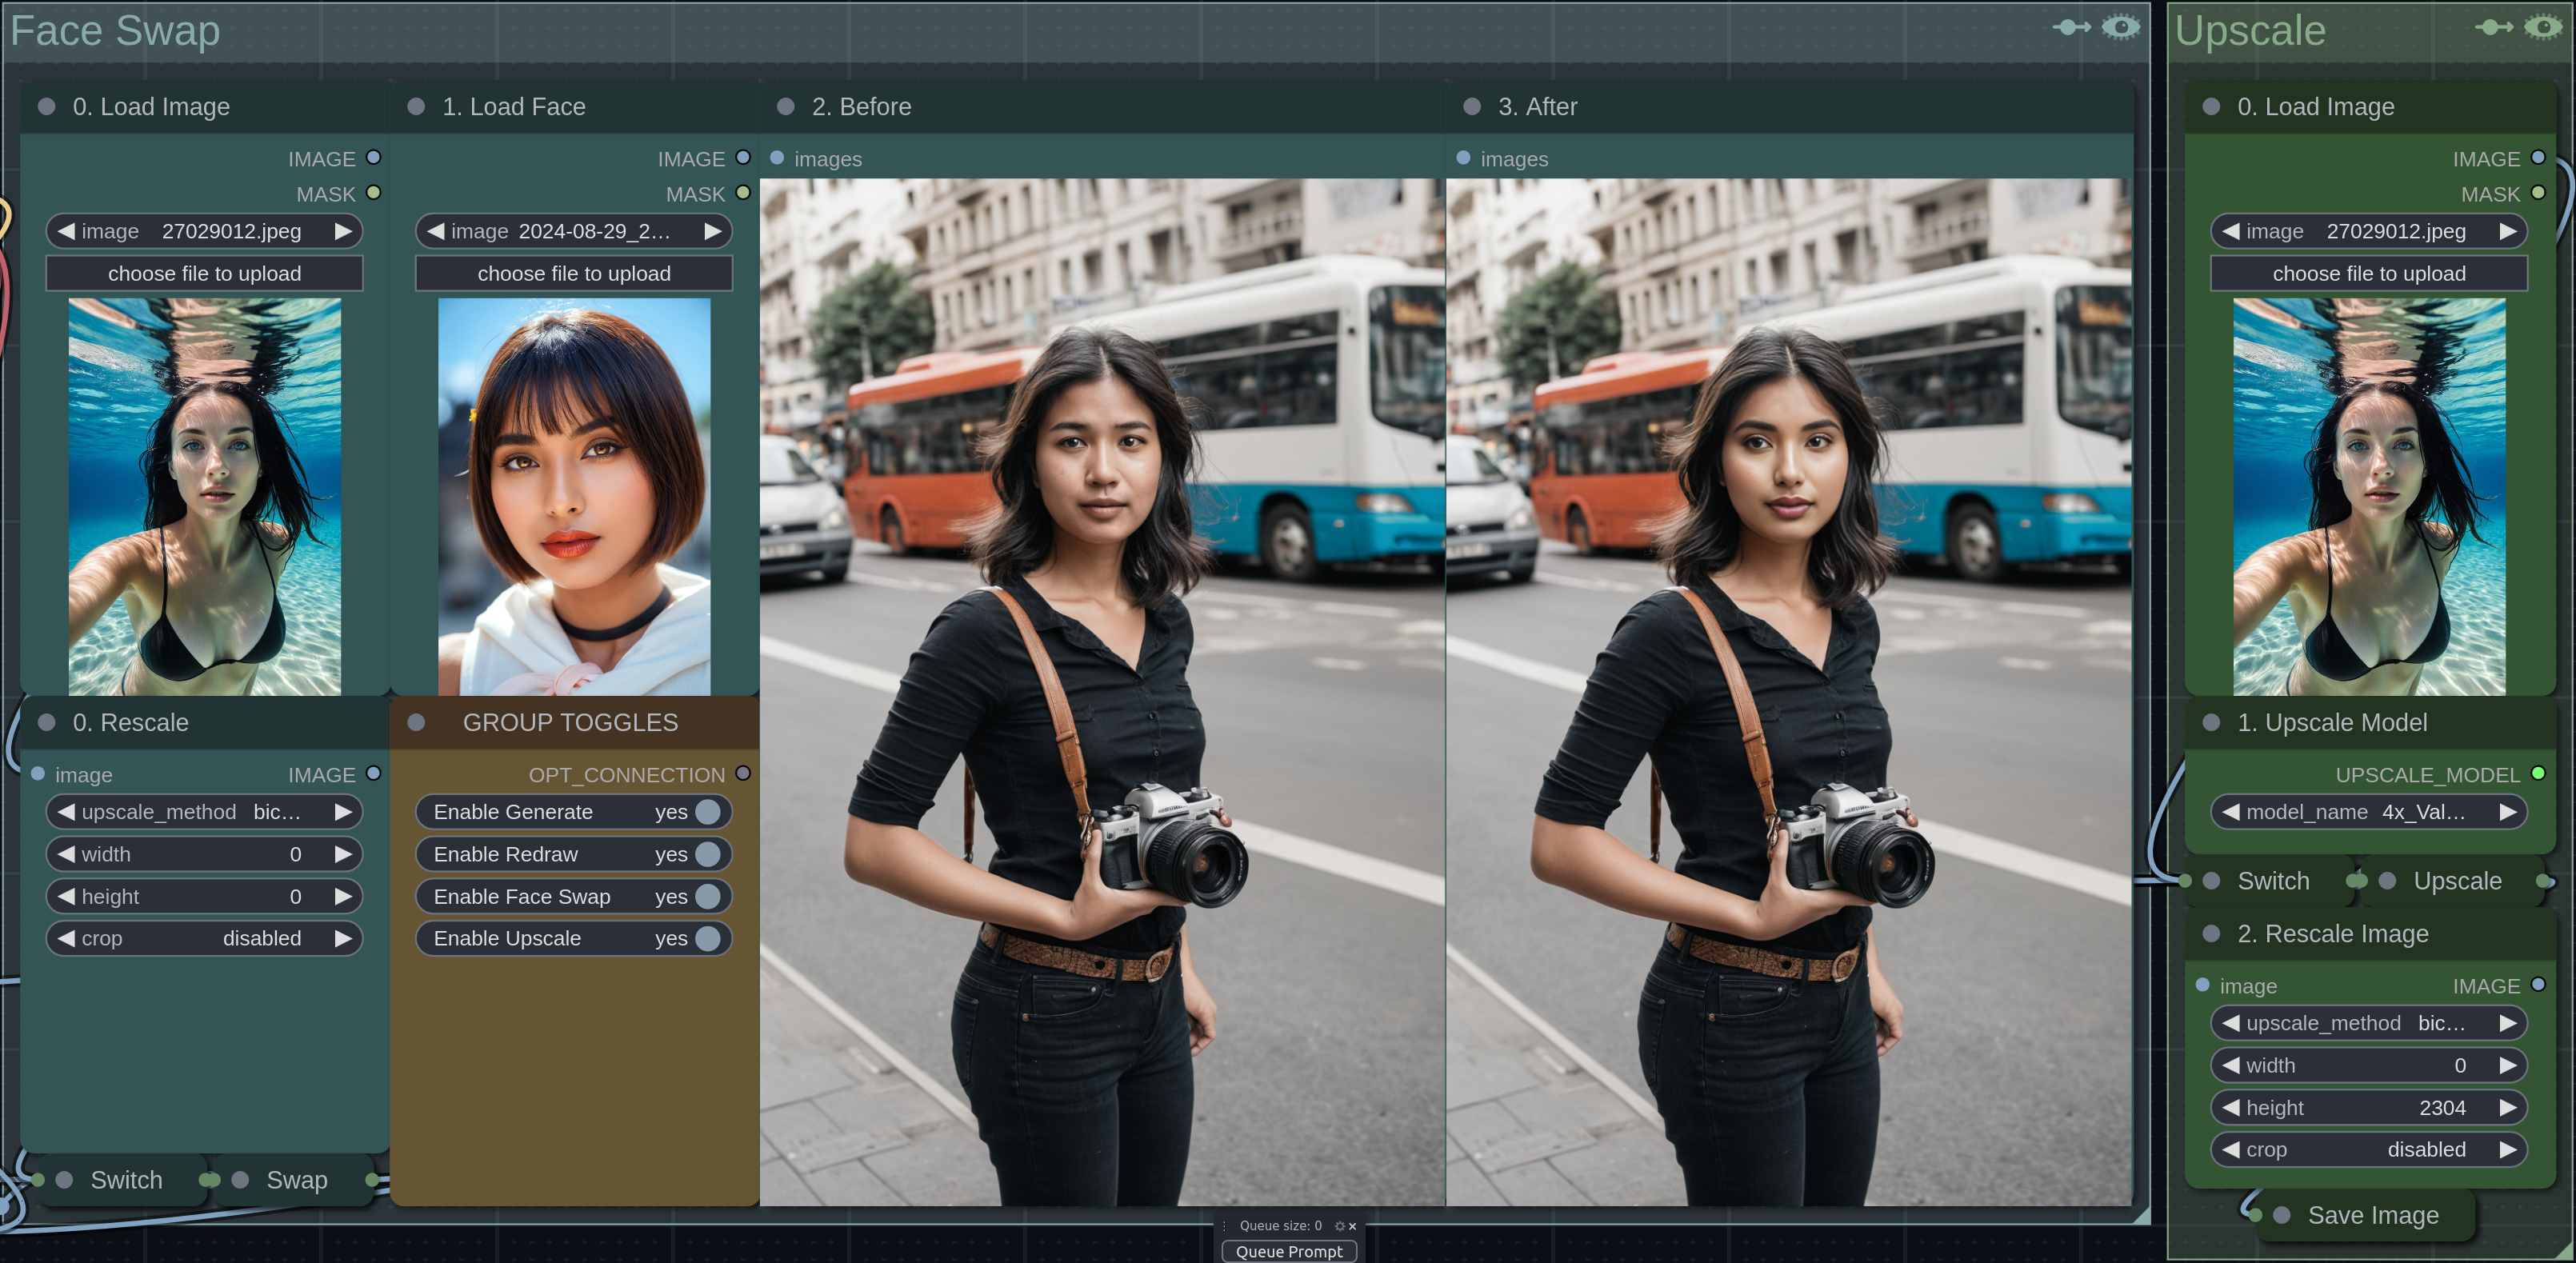 Face Swap
0. Load Image
IMAGE
MASK
image 27029012.jpeg
choose file to upload
1. Load Face
IMAGE
MASK
image 2024-08-29_2…
choose file to upload
2. Before
images
3. After
images
0. Rescale
image IMAGE
upscale_method bic…
width 0
height 0
crop disabled
GROUP TOGGLES
OPT_CONNECTION
Enable Generate yes
Enable Redraw yes
Enable Face Swap yes
Enable Upscale yes
Switch
Swap
Upscale
0. Load Image
IMAGE
MASK
image 27029012.jpeg
choose file to upload
1. Upscale Model
UPSCALE_MODEL
model_name 4x_Val…
Switch
Upscale
2. Rescale Image
image IMAGE
upscale_method bic…
width 0
height 2304
crop disabled
Save Image
Queue size: 0
Queue Prompt